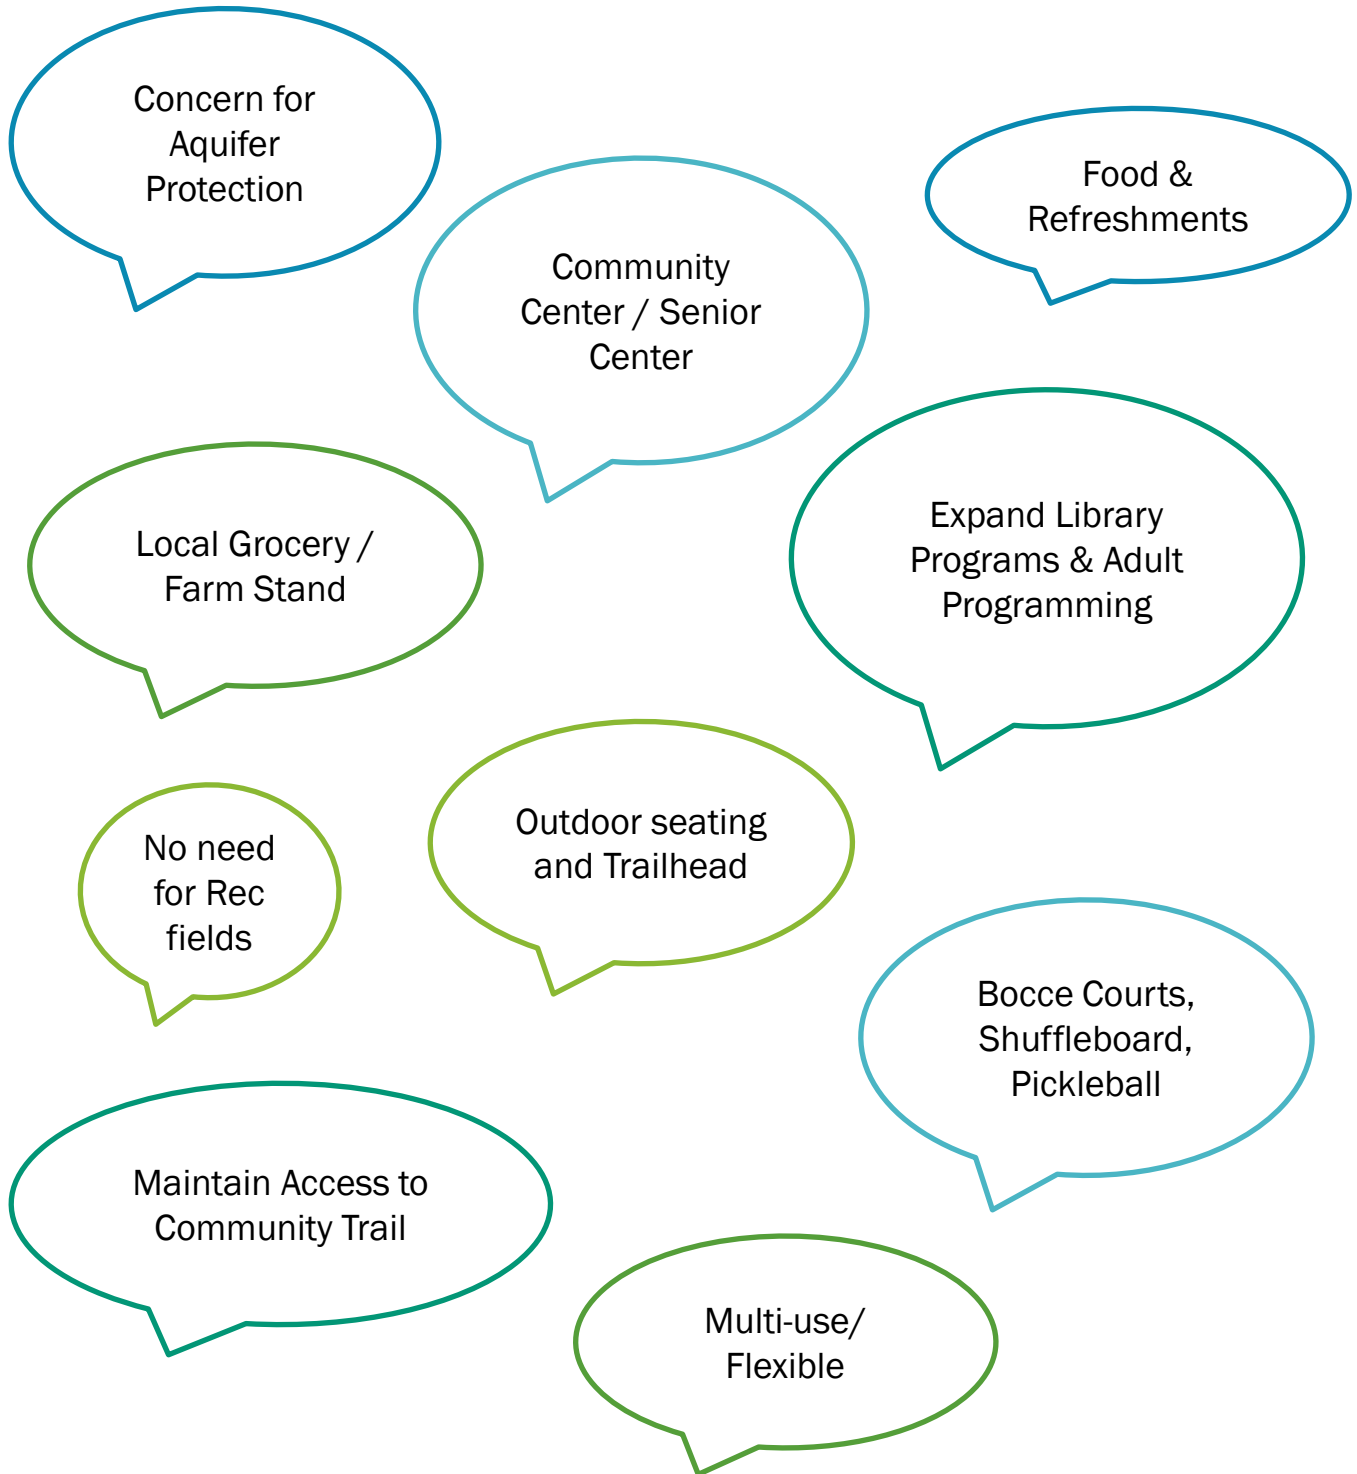 Concern for
Aquifer
Protection
Food &
Refreshments
Community
Center / Senior
Center
Local Grocery /
Farm Stand
Expand Library
Programs & Adult
Programming
No need
for Rec
fields
Outdoor seating
and Trailhead
Bocce Courts,
Shuffleboard,
Pickleball
Maintain Access to
Community Trail
Multi-use/
Flexible